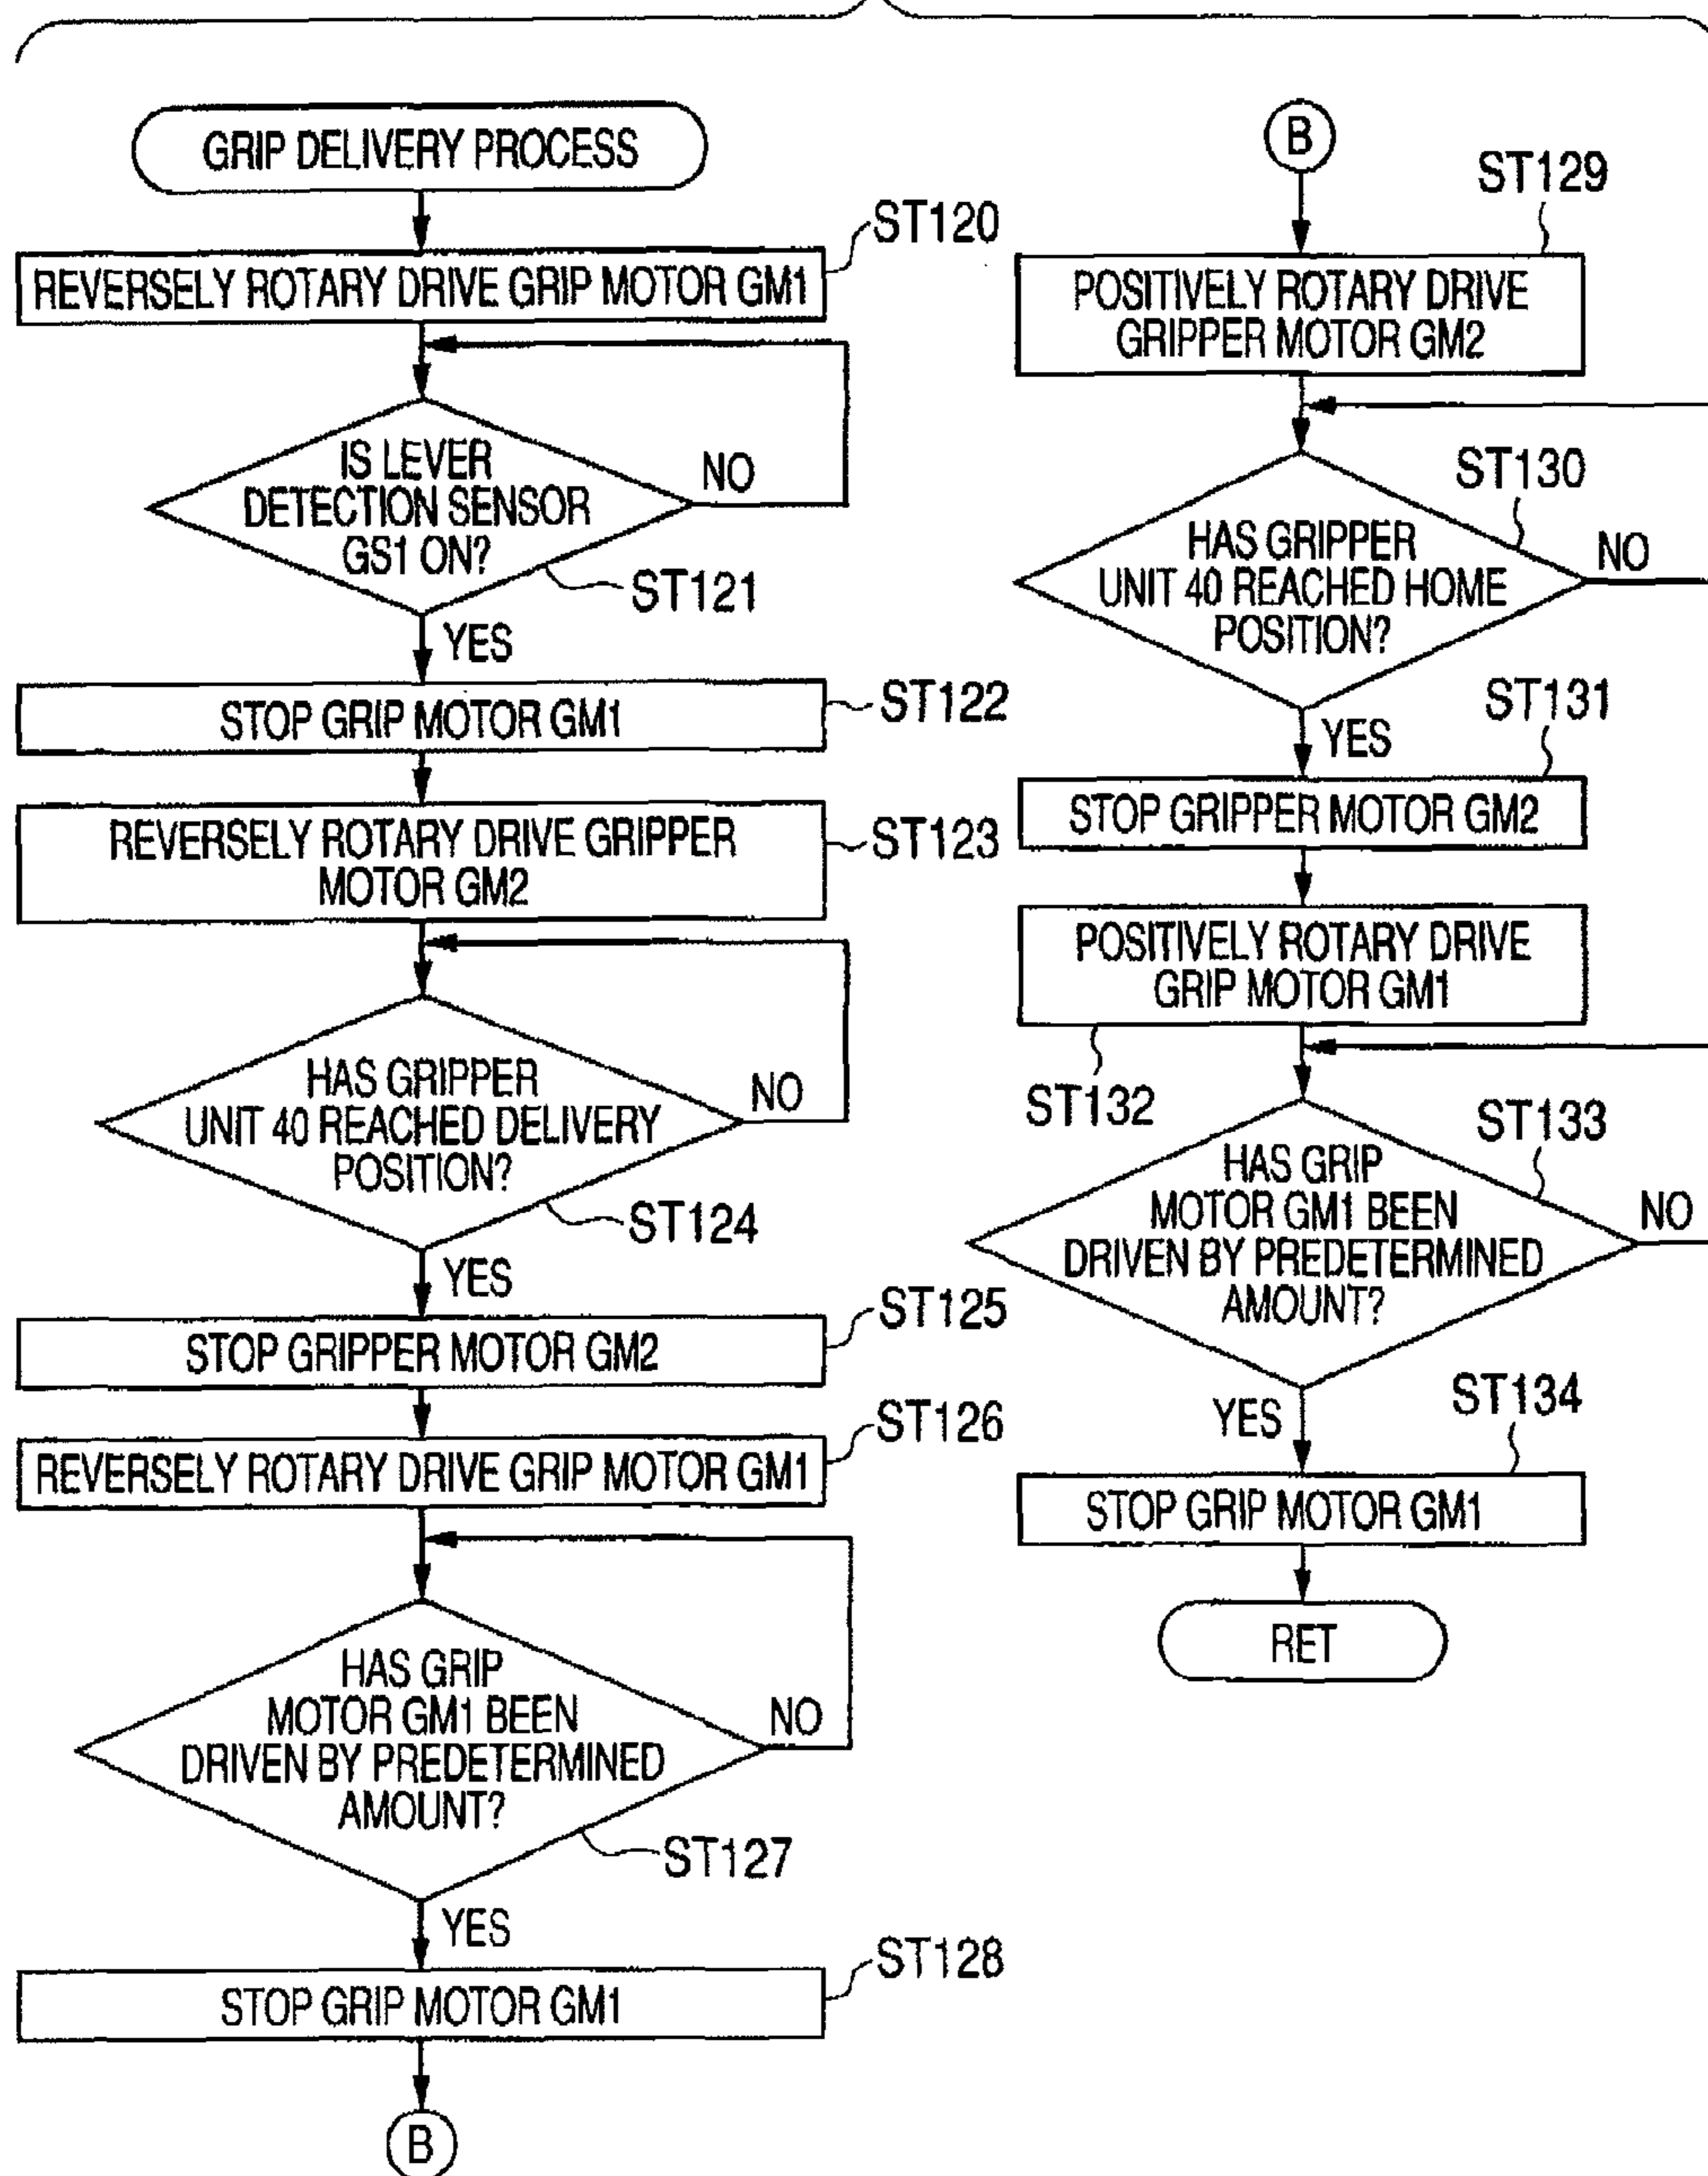 GRIP DELIVERY PROCESS
ST120
REVERSELY ROTARY DRIVE GRIP MOTOR GM1
IS LEVER
DETECTION SENSOR
GS1 ON?
NO
ST121
YES
STOP GRIP MOTOR GM1
ST122
REVERSELY ROTARY DRIVE GRIPPER
MOTOR GM2
ST123
HAS GRIPPER
UNIT 40 REACHED DELIVERY
POSITION?
NO
ST124
YES
ST125
STOP GRIPPER MOTOR GM2
ST126
REVERSELY ROTARY DRIVE GRIP MOTOR GM1
HAS GRIP
MOTOR GM1 BEEN
DRIVEN BY PREDETERMINED
AMOUNT?
NO
ST127
YES
ST128
STOP GRIP MOTOR GM1
B
B
ST129
POSITIVELY ROTARY DRIVE
GRIPPER MOTOR GM2
ST130
HAS GRIPPER
UNIT 40 REACHED HOME
POSITION?
NO
YES
ST131
STOP GRIPPER MOTOR GM2
POSITIVELY ROTARY DRIVE
GRIP MOTOR GM1
ST132
ST133
HAS GRIP
MOTOR GM1 BEEN
DRIVEN BY PREDETERMINED
AMOUNT?
NO
YES
ST134
STOP GRIP MOTOR GM1
RET